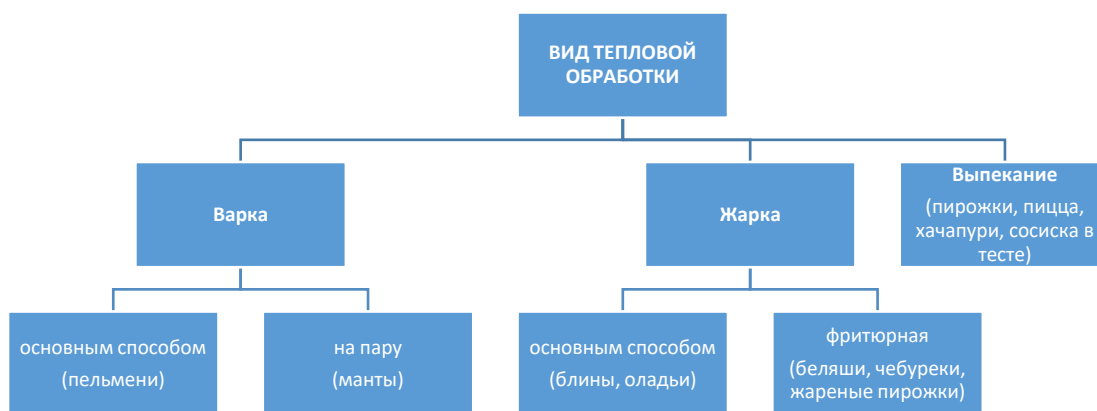 ВИД ТЕПЛОВОЙ
ОБРАБОТКИ
Варка
Жарка
Выпекание
(пирожки, пицца,
хачапури, сосиска в
тесте)
основным способом
(пельмени)
на пару
(манты)
основным способом
(блины, оладьи)
фритюрная
(беляши, чебуреки,
жареные пирожки)